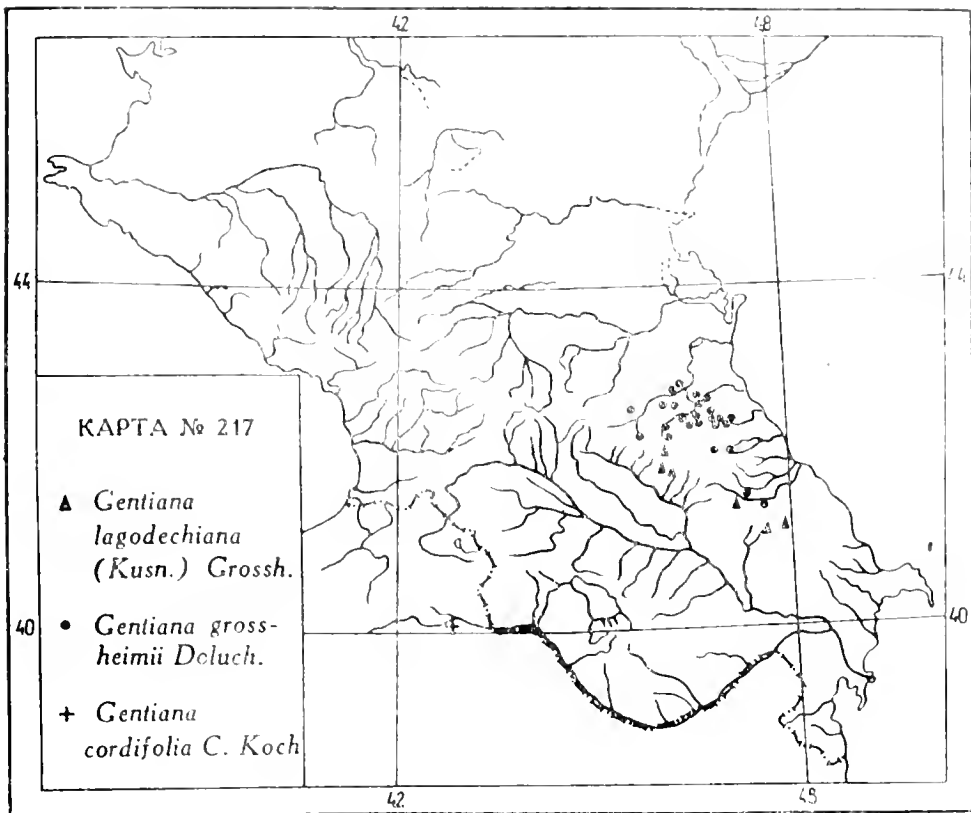 42 48
44 44
КАРТА № 217
Gentiana
lagodechiana
(Kusn.) Grossh.
Gentiana gross-
heimii Doluch.
Gentiana
cordifolia C. Koch
40 40
42 48